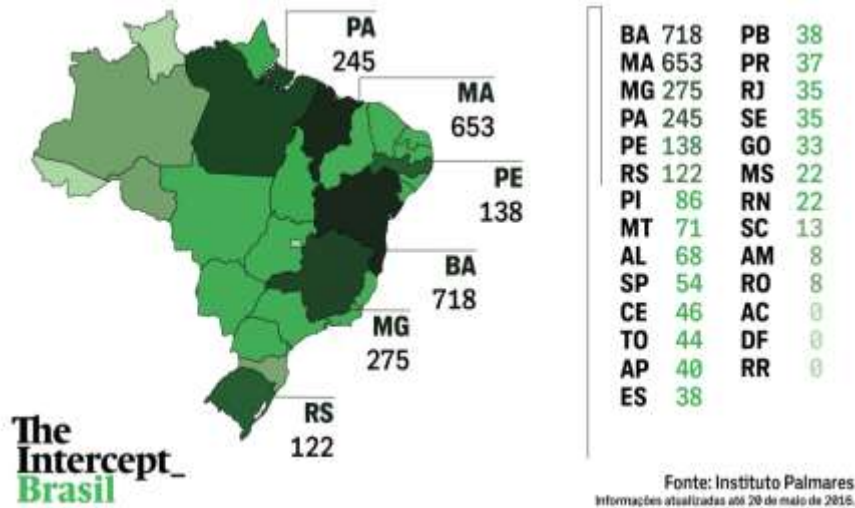 PA
245
MA
653
PE
138
BA
718
MG
275
RS
122
BA 718
MA 653
MG 275
PA 245
PE 138
RS 122
PI 86
MT 71
AL 68
SP 54
CE 46
TO 44
AP 40
ES 38
PB 38
PR 37
RJ 35
SE 35
GO 33
MS 22
RN 22
SC 13
AM 8
RO 8
AC 0
DF 0
RR 0
The
Intercept_
Brasil
Fonte: Instituto Palmares
Informações atualizadas até 20 de maio de 2016.